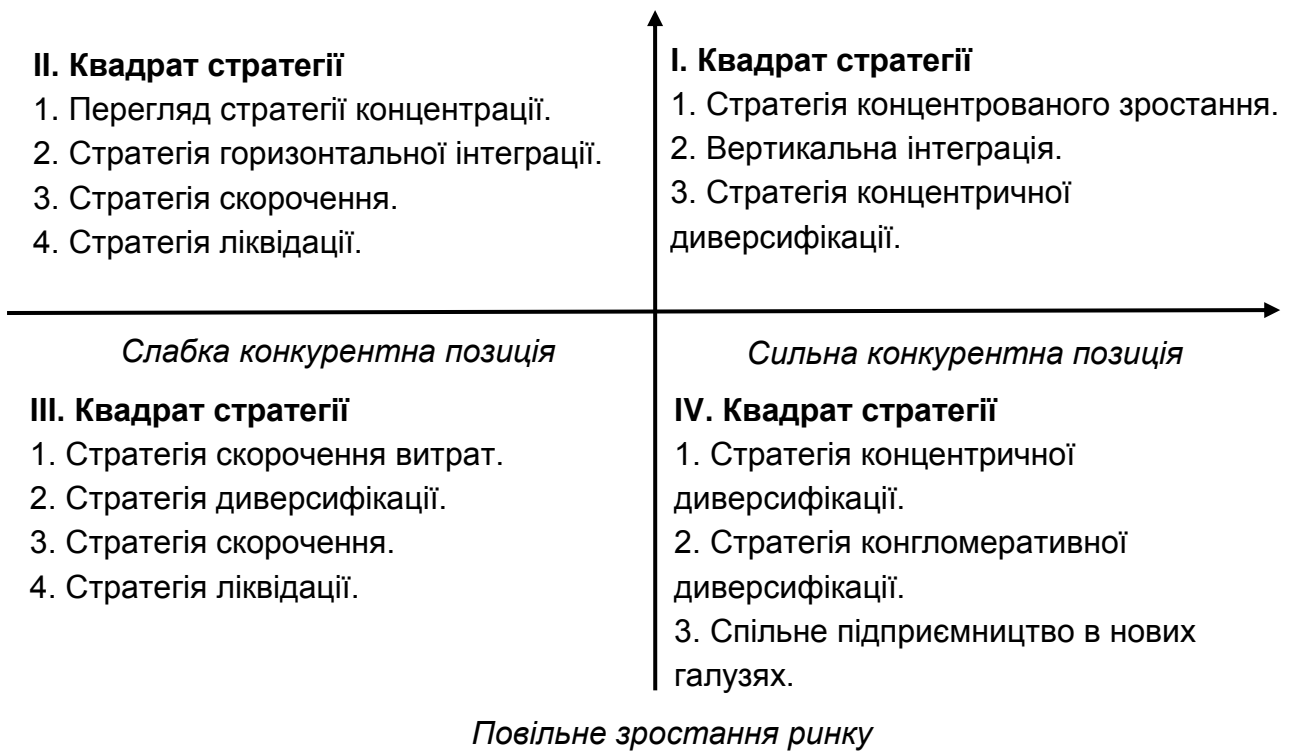 II. Квадрат стратегії
1. Перегляд стратегії концентрації.
2. Стратегія горизонтальної інтеграції.
3. Стратегія скорочення.
4. Стратегія ліквідації.
I. Квадрат стратегії
1. Стратегія концентрованого зростання.
2. Вертикальна інтеграція.
3. Стратегія концентричної
диверсифікації.
Слабка конкурентна позиція
Сильна конкурентна позиція
III. Квадрат стратегії
1. Стратегія скорочення витрат.
2. Стратегія диверсифікації.
3. Стратегія скорочення.
4. Стратегія ліквідації.
IV. Квадрат стратегії
1. Стратегія концентричної
диверсифікації.
2. Стратегія конгломеративної
диверсифікації.
3. Спільне підприємництво в нових
галузях.
Повільне зростання ринку